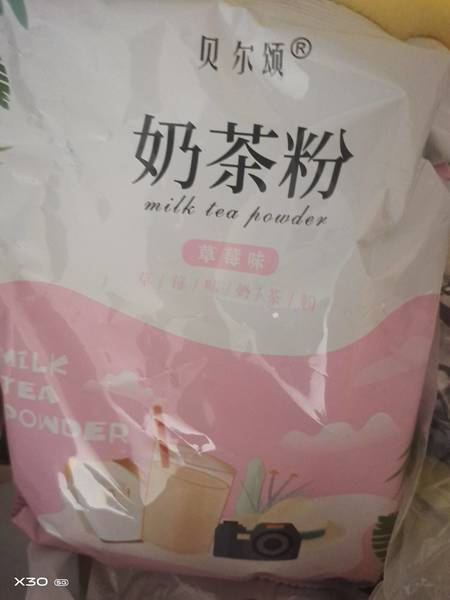 贝尔颂®
奶茶粉
milk tea powder
草莓味
草/莓/味/奶/茶/粉
MILK
TEA
POWDER
X30 5G